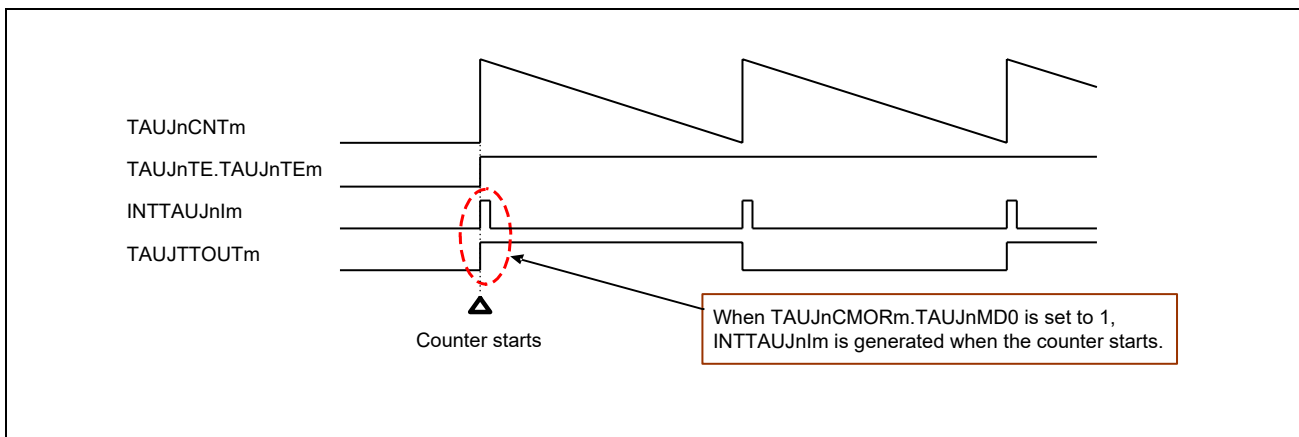 TAUJnCNTm
TAUJnTE.TAUJnTEm
INTTAUJnIm
TAUJTTOUTm
Counter starts
When TAUJnCMORm.TAUJnMD0 is set to 1,
INTTAUJnIm is generated when the counter starts.